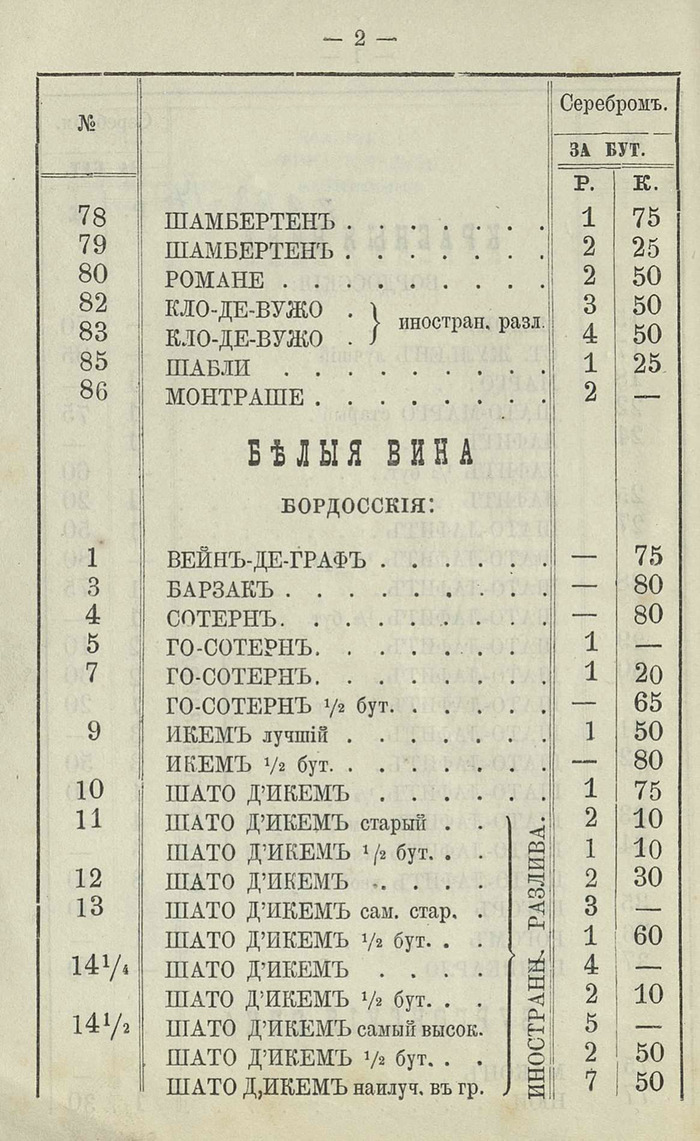 — 2 —
№ Серебромъ.
ЗА БУТ.
Р. К.
78 ШАМБЕРТЕНЪ . . . . . . . 1 75
79 ШАМБЕРТЕНЪ . . . . . . . 2 25
80 РОМАНЕ . . . . . . . . . 2 50
82 КЛО-ДЕ-ВУЖО . } иностран. разл. 3 50
83 КЛО-ДЕ-ВУЖО . 4 50
85 ШАБЛИ . . . . . . . . . 1 25
86 МОНТРАШЕ . . . . . . . . 2 —
БѢЛЫЯ ВИНА
БОРДОССКІЯ:
1 ВЕЙНЪ-ДЕ-ГРАФЪ . . . . . . — 75
3 БАРЗАКЪ . . . . . . . . . — 80
4 СОТЕРНЪ. . . . . . . . . — 80
5 ГО-СОТЕРНЪ. . . . . . . . 1 —
7 ГО-СОТЕРНЪ. . . . . . . . 1 20
ГО-СОТЕРНЪ ½ бут. . . . . . — 65
9 ИКЕМЪ лучшій . . . . . . . 1 50
ИКЕМЪ ½ бут. . . . . . . . — 80
10 ШАТО Д'ИКЕМЪ . . . . . . 1 75
11 ШАТО Д'ИКЕМЪ старый . . 2 10
ШАТО Д'ИКЕМЪ ½ бут. . . 1 10
12 ШАТО Д'ИКЕМЪ . . . . . 2 30
13 ШАТО Д'ИКЕМЪ сам. стар. . 3 —
ШАТО Д'ИКЕМЪ ½ бут. . . 1 60
14¼ ШАТО Д'ИКЕМЪ . . . . 4 —
ШАТО Д'ИКЕМЪ ½ бут. . . 2 10
14½ ШАТО Д'ИКЕМЪ самый высок. 5 —
ШАТО Д'ИКЕМЪ ½ бут. . . 2 50
ШАТО Д,ИКЕМЪ наилуч. въ гр. 7 50
ИНОСТРАНН. РАЗЛИВА.